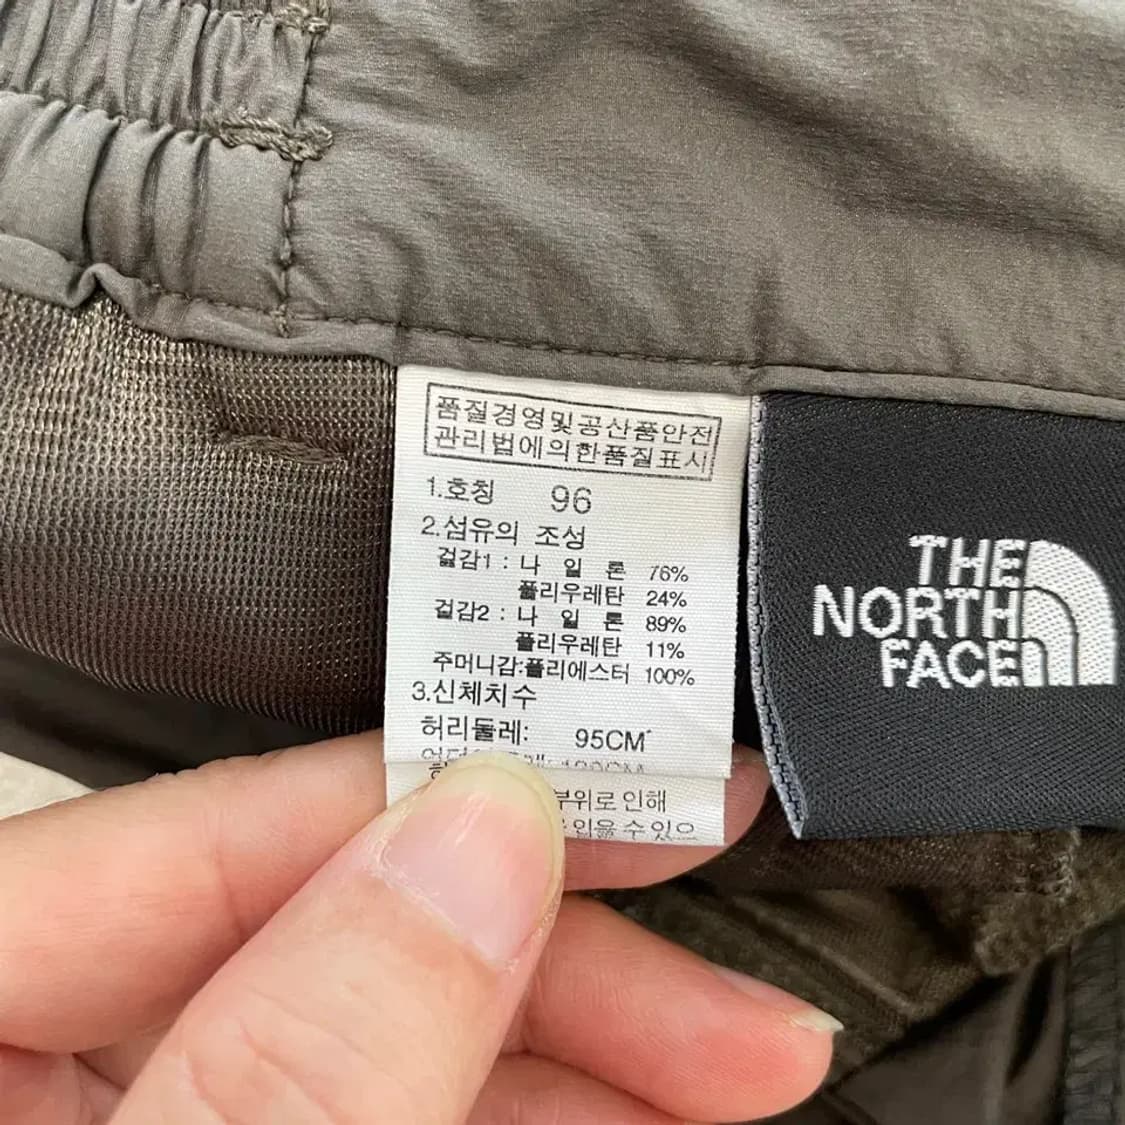 품질경영및공산품안전
관리법에의한품질표시
1.호칭 96
2.섬유의 조성
겉감1 : 나 일 론 76%
폴리우레탄 24%
겉감2 : 나 일 론 89%
폴리우레탄 11%
주머니감:폴리에스터 100%
3.신체치수
허리둘레: 95CM
부위로인해
있을수있으
THE
NORTH
FACE